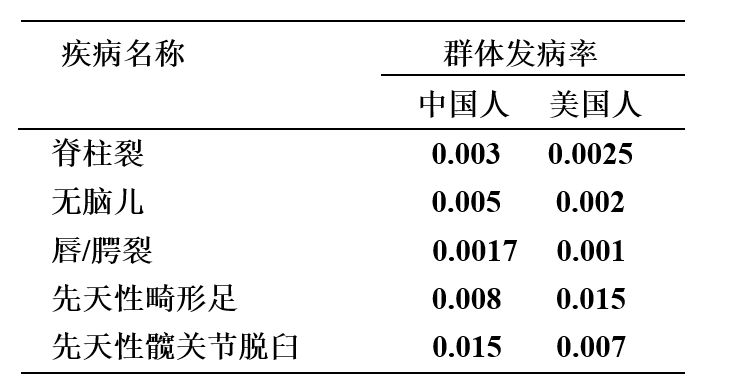 疾病名称 群体发病率
中国人 美国人
脊柱裂 0.003 0.0025
无脑儿 0.005 0.002
唇/腭裂 0.0017 0.001
先天性畸形足 0.008 0.015
先天性髋关节脱臼 0.015 0.007